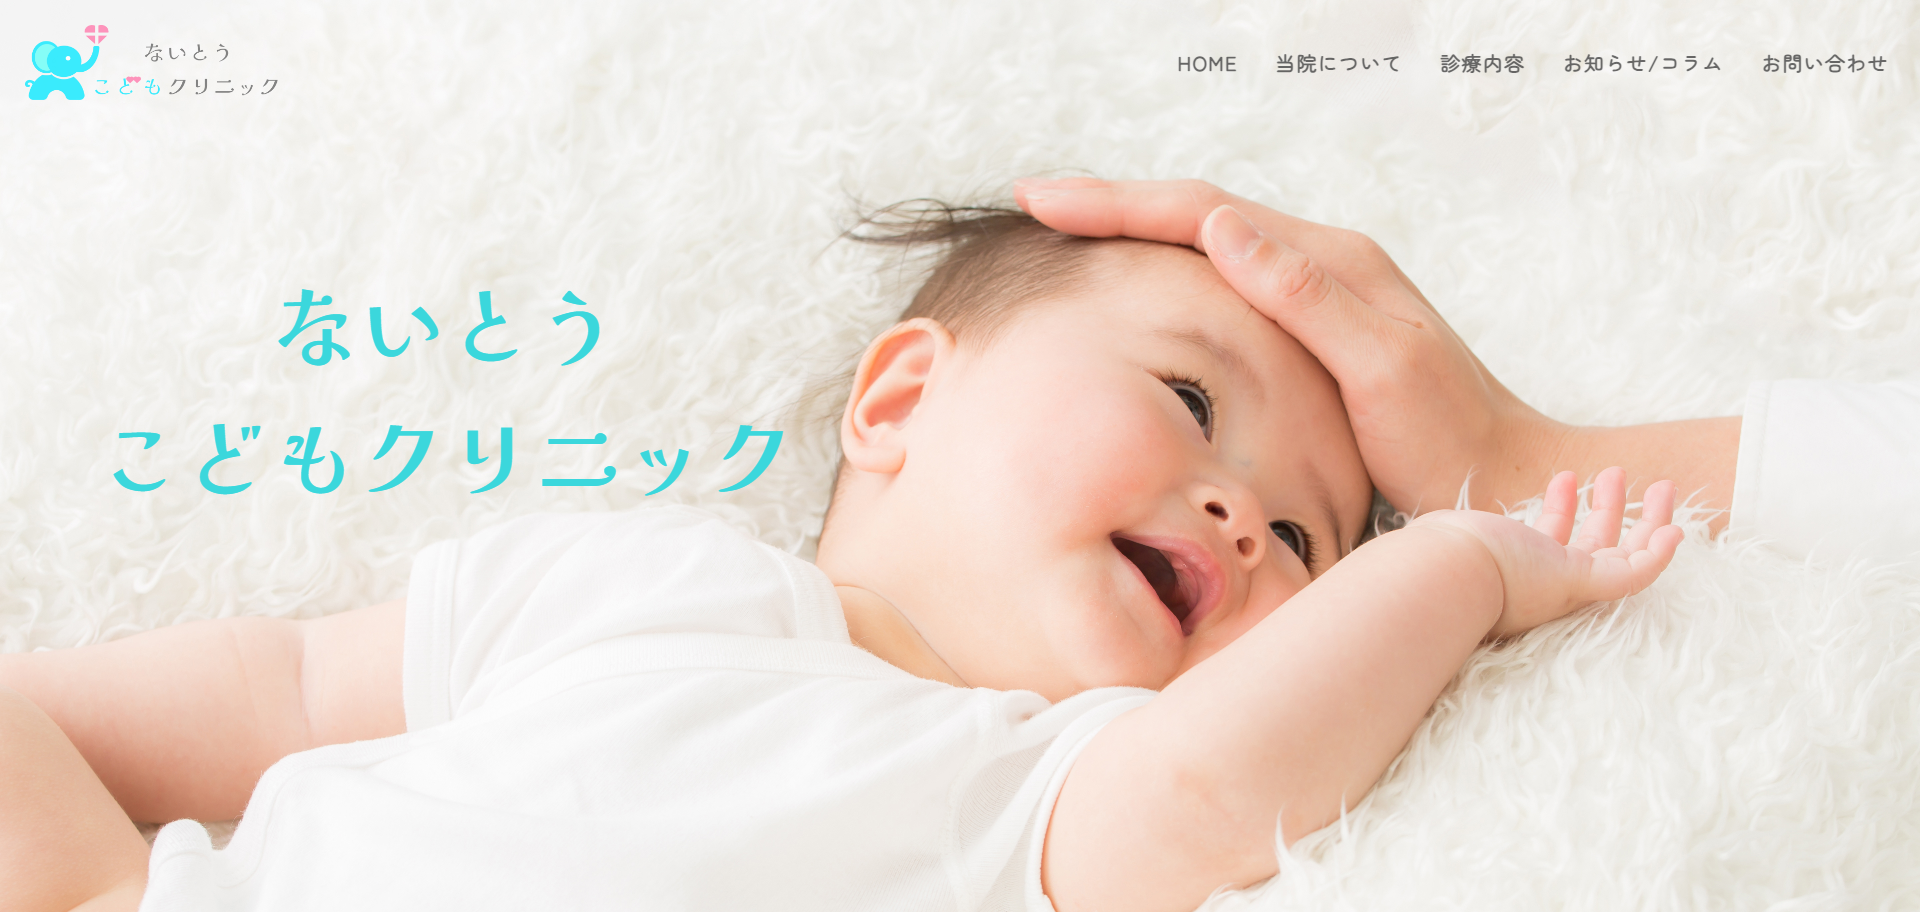 ないとう
こどもクリニック
HOME
当院について
診療内容
お知らせ/コラム
お問い合わせ
ないとう
こどもクリニック